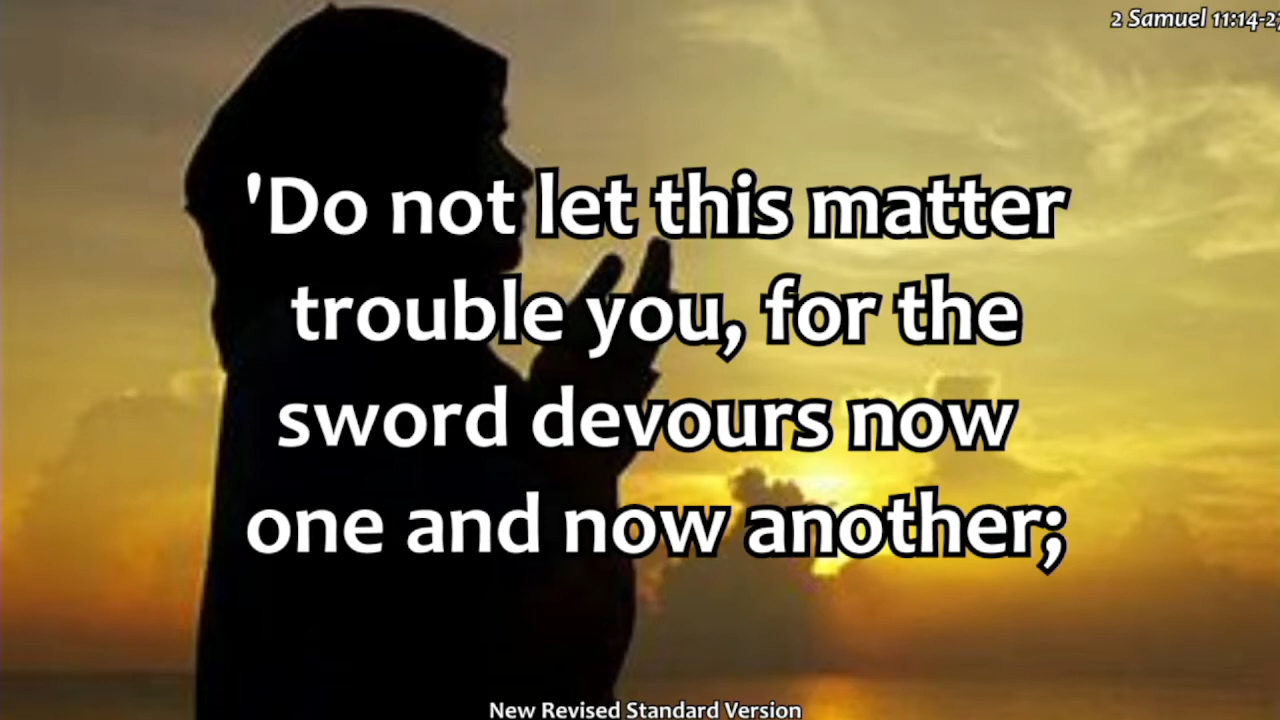 2 Samuel 11:14-27
'Do not let this matter
trouble you, for the
sword devours now
one and now another;
New Revised Standard Version